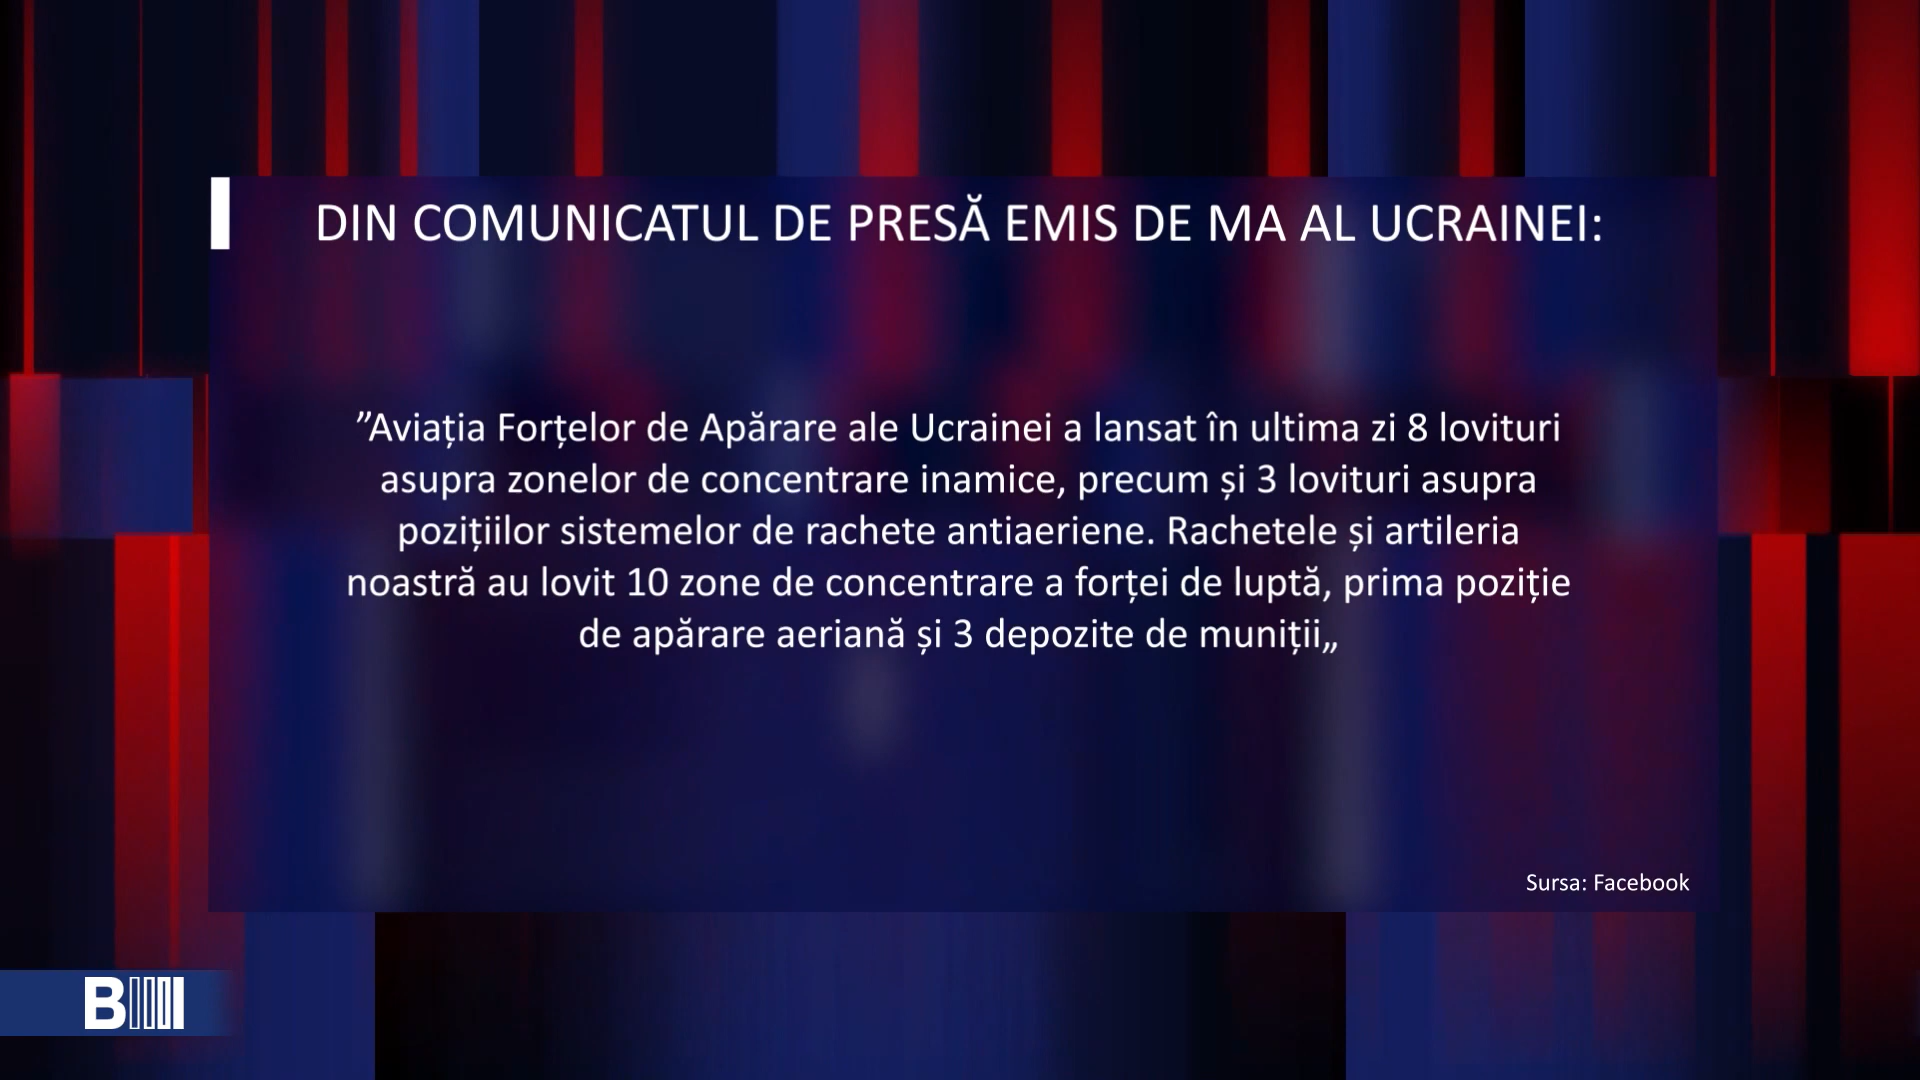 DIN COMUNICATUL DE PRESĂ EMIS DE MA AL UCRAINEI:
”Aviația Forțelor de Apărare ale Ucrainei a lansat în ultima zi 8 lovituri
asupra zonelor de concentrare inamice, precum și 3 lovituri asupra
pozițiilor sistemelor de rachete antiaeriene. Rachetele și artileria
noastră au lovit 10 zone de concentrare a forței de luptă, prima poziție
de apărare aeriană și 3 depozite de muniții„
Sursa: Facebook
B